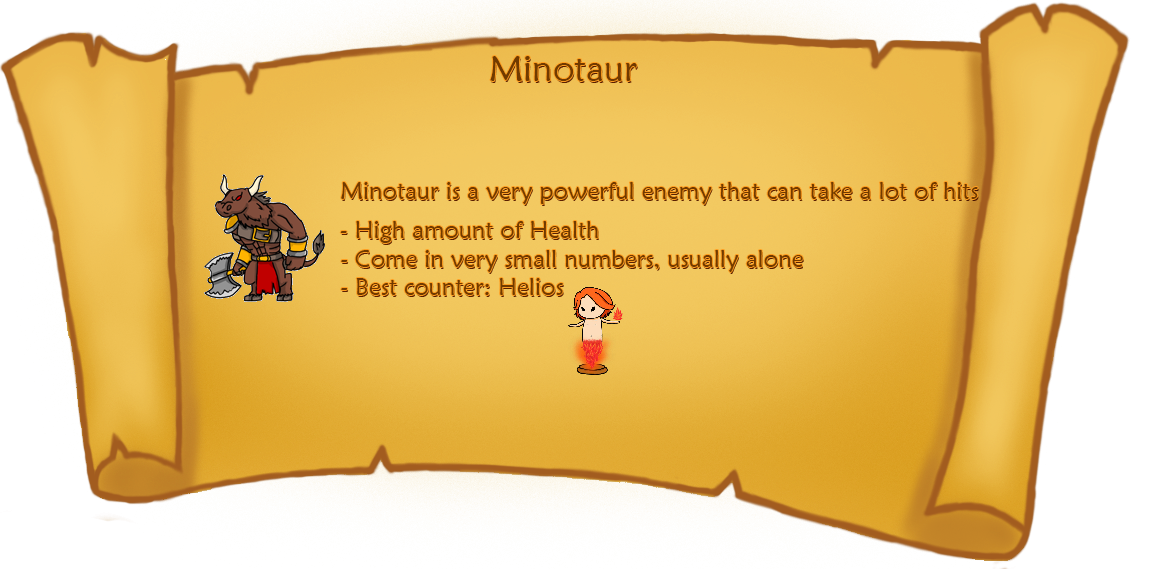 Minotaur
Minotaur is a very powerful enemy that can take a lot of hits
- High amount of Health
- Come in very small numbers, usually alone
- Best counter: Helios